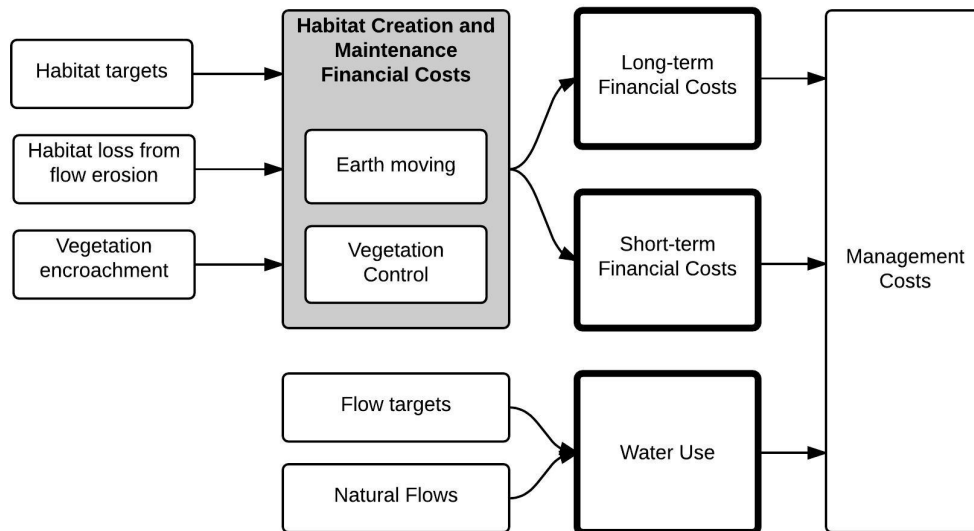 Habitat targets
Habitat loss from
flow erosion
Vegetation
encroachment
Habitat Creation and
Maintenance
Financial Costs
Earth moving
Vegetation
Control
Flow targets
Natural Flows
Long-term
Financial Costs
Short-term
Financial Costs
Water Use
Management
Costs